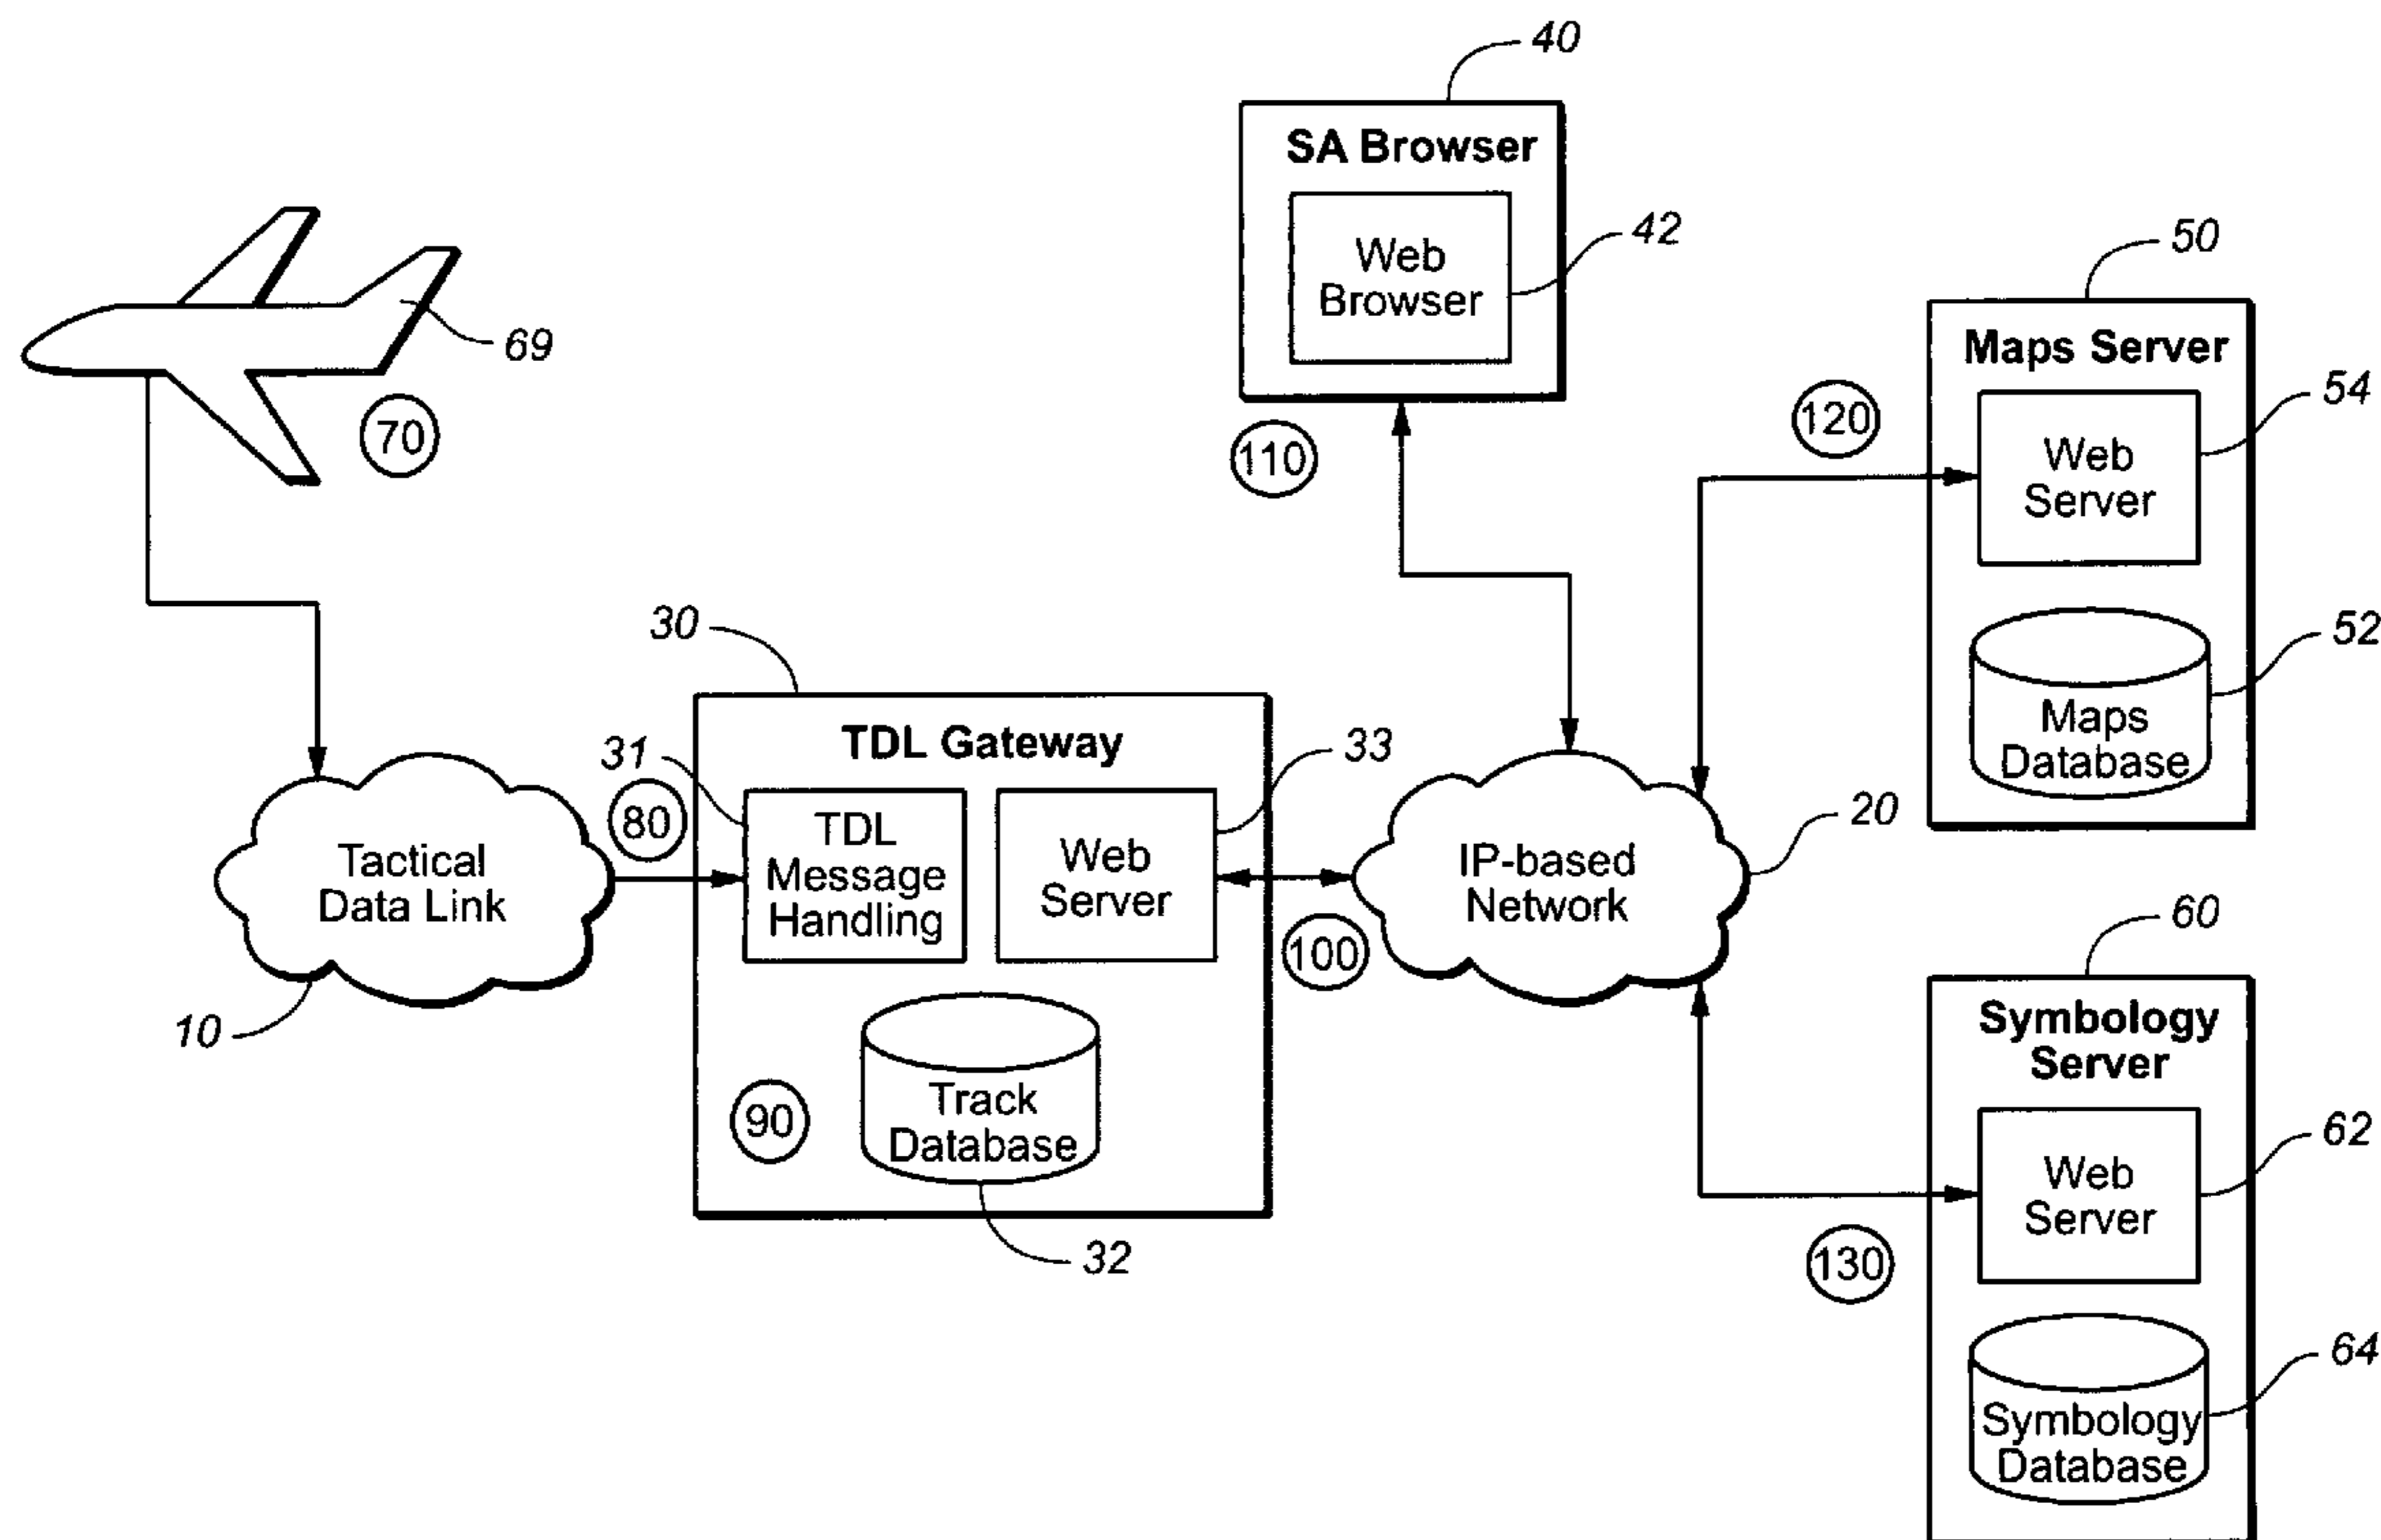 40
SA Browser
Web
Browser
42
50
Maps Server
Web
Server
54
120
Maps
Database
52
69
70
110
30
TDL Gateway
31
33
80
TDL
Message
Handling
Web
Server
Track
Database
90
32
Tactical
Data Link
10
IP-based
Network
20
100
60
Symbology
Server
Web
Server
62
130
Symbology
Database
64